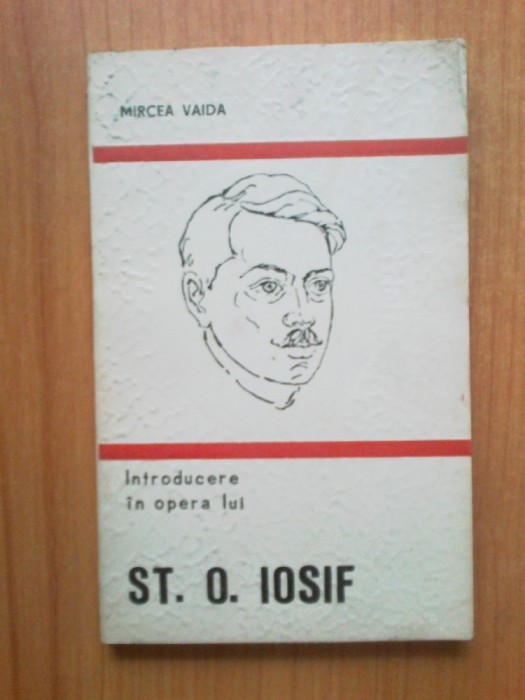 MIRCEA VAIDA
Introducere
în opera lui
ST. O. IOSIF